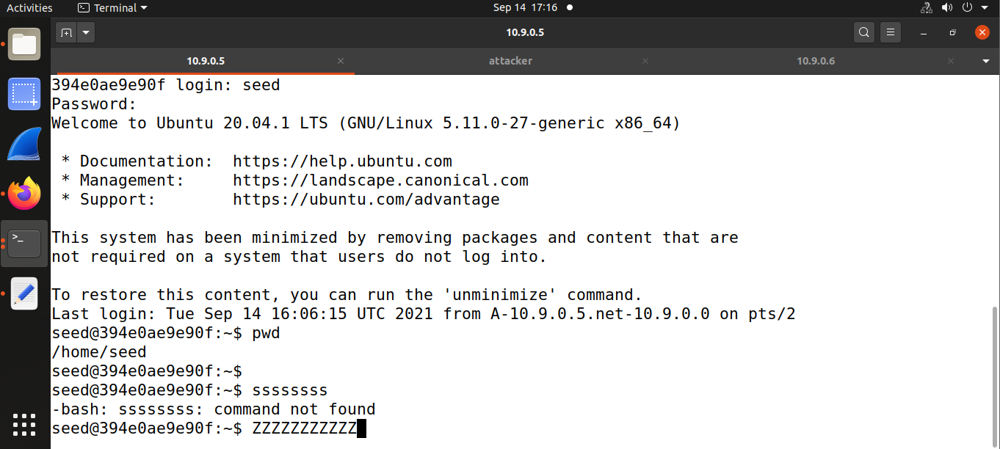 Activities Terminal Sep 14 17:16
10.9.0.5
10.9.0.5 attacker 10.9.0.6
394e0ae9e90f login: seed
Password:
Welcome to Ubuntu 20.04.1 LTS (GNU/Linux 5.11.0-27-generic x86_64)
* Documentation: https://help.ubuntu.com
* Management: https://landscape.canonical.com
* Support: https://ubuntu.com/advantage
This system has been minimized by removing packages and content that are
not required on a system that users do not log into.
To restore this content, you can run the 'unminimize' command.
Last login: Tue Sep 14 16:06:15 UTC 2021 from A-10.9.0.5.net-10.9.0.0 on pts/2
seed@394e0ae9e90f:~$ pwd
/home/seed
seed@394e0ae9e90f:~$
seed@394e0ae9e90f:~$ ssssssss
-bash: ssssssss: command not found
seed@394e0ae9e90f:~$ ZZZZZZZZZZZ